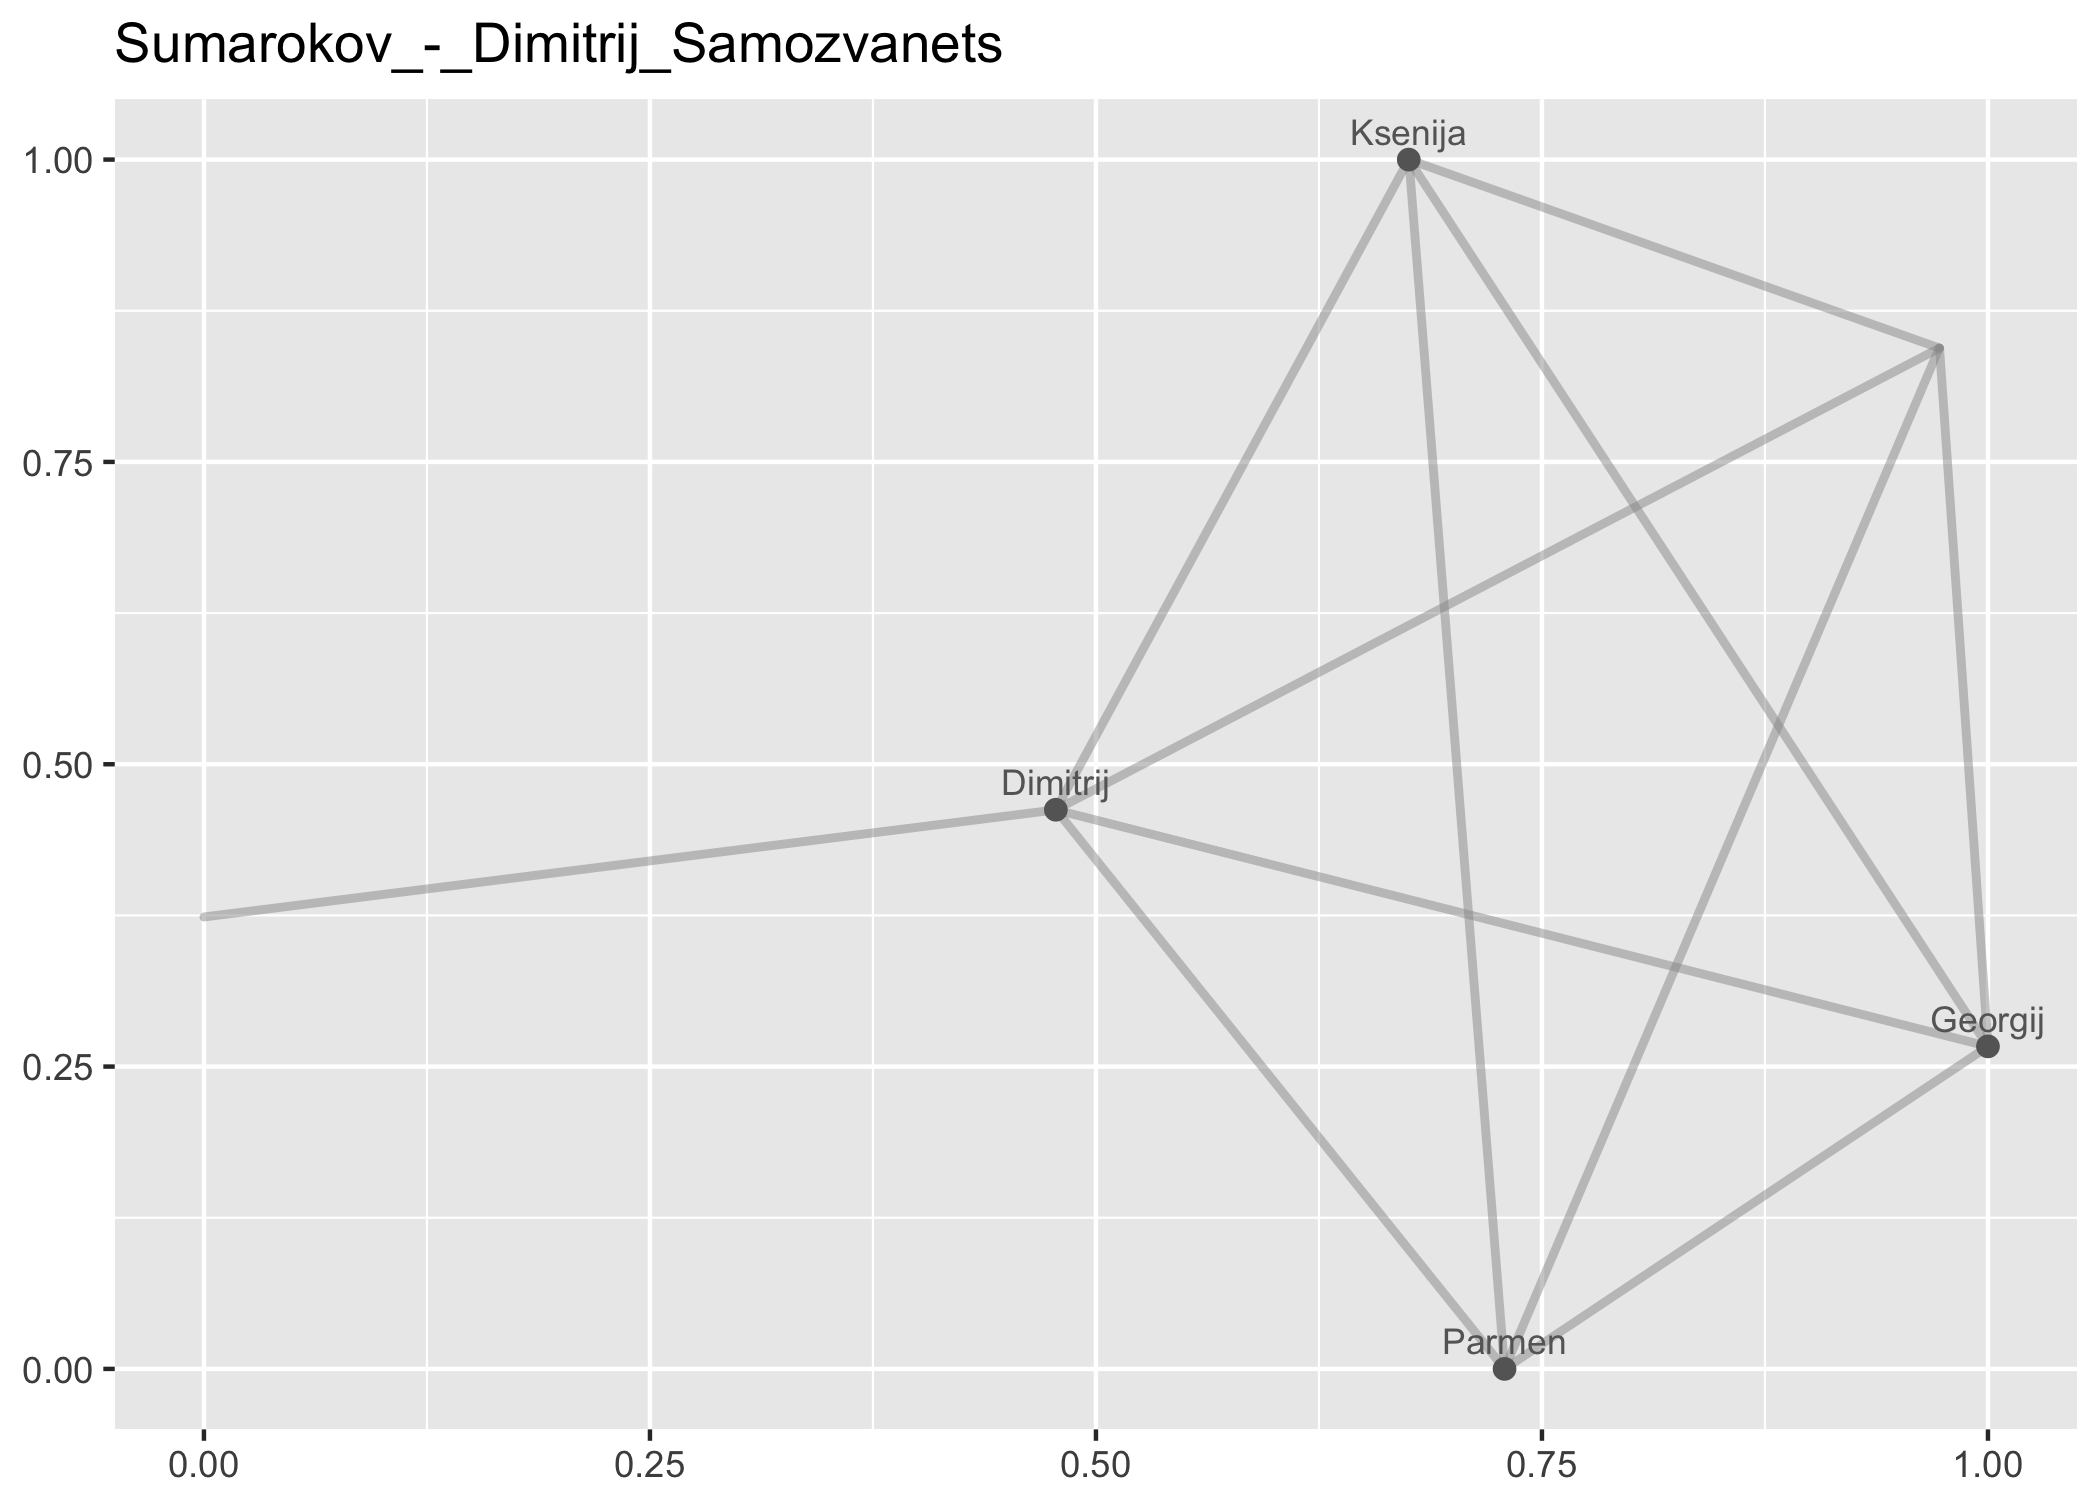 Sumarokov_-_Dimitrij_Samozvanets
Ksenija
1.00
0.75
Dimitrij
0.50
Georgij
0.25
Parmen
0.00
0.00 0.25 0.50 0.75 1.00